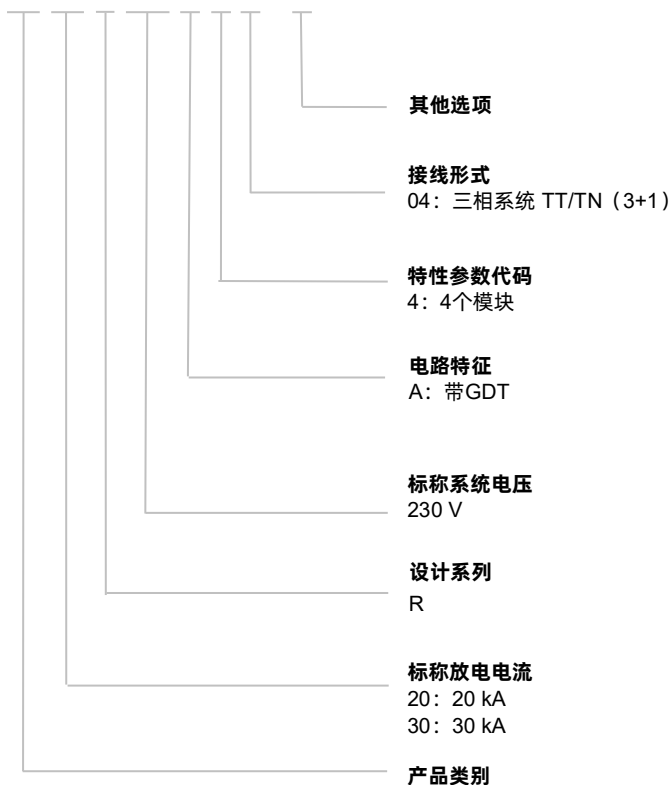 其他选项
接线形式
04：三相系统 TT/TN（3+1）
特性参数代码
4：4个模块
电路特征
A：带GDT
标称系统电压
230 V
设计系列
R
标称放电电流
20：20 kA
30：30 kA
产品类别